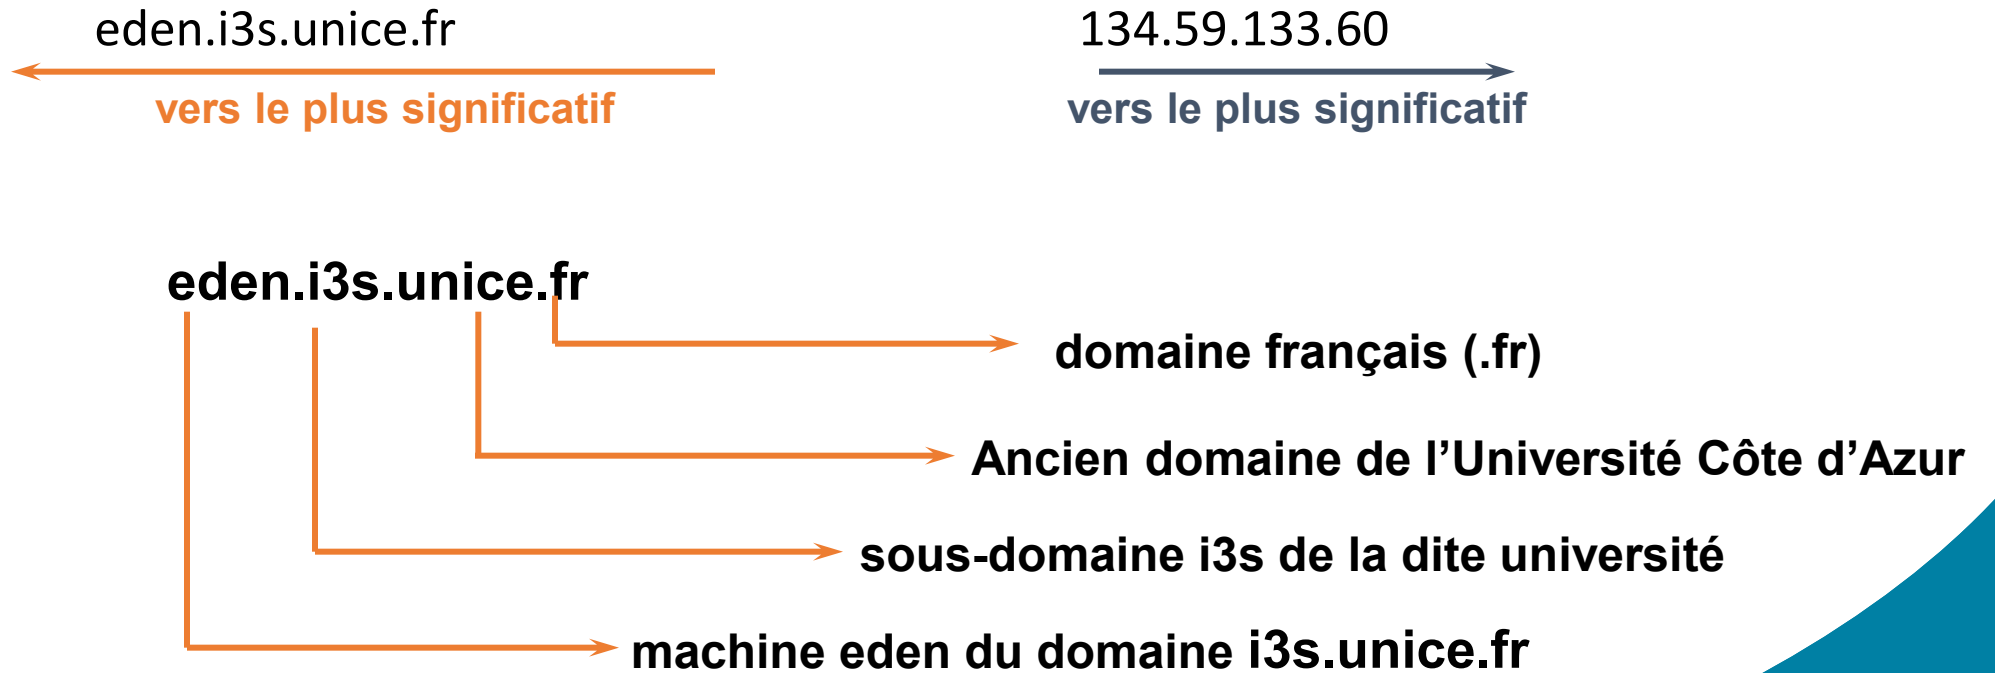 eden.i3s.unice.fr
134.59.133.60
vers le plus significatif
vers le plus significatif
eden.i3s.unice.fr
domaine français (.fr)
Ancien domaine de l’Université Côte d’Azur
sous-domaine i3s de la dite université
machine eden du domaine i3s.unice.fr